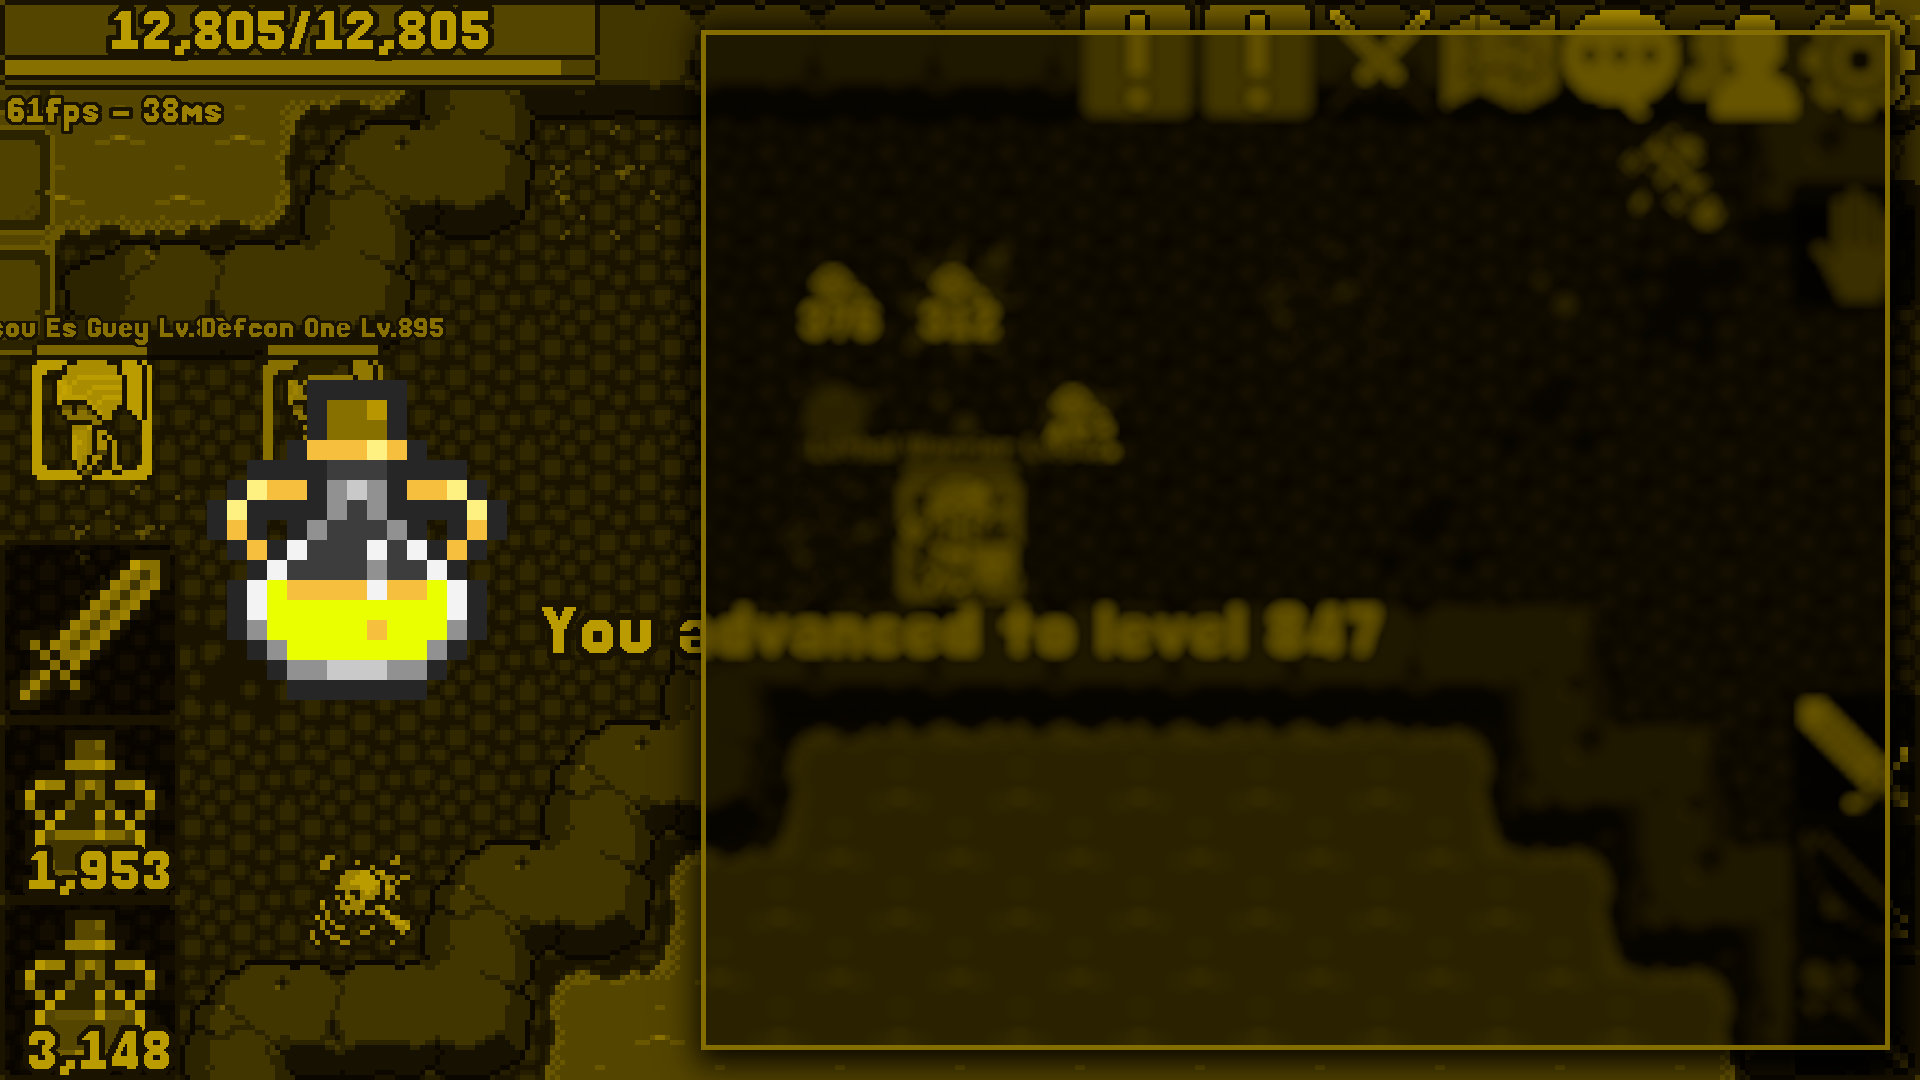 12,805/12,805
61fps - 38ms
sou Es Guey Lv. Defcon One Lv.895
You advanced to level 847
1,953
3,148